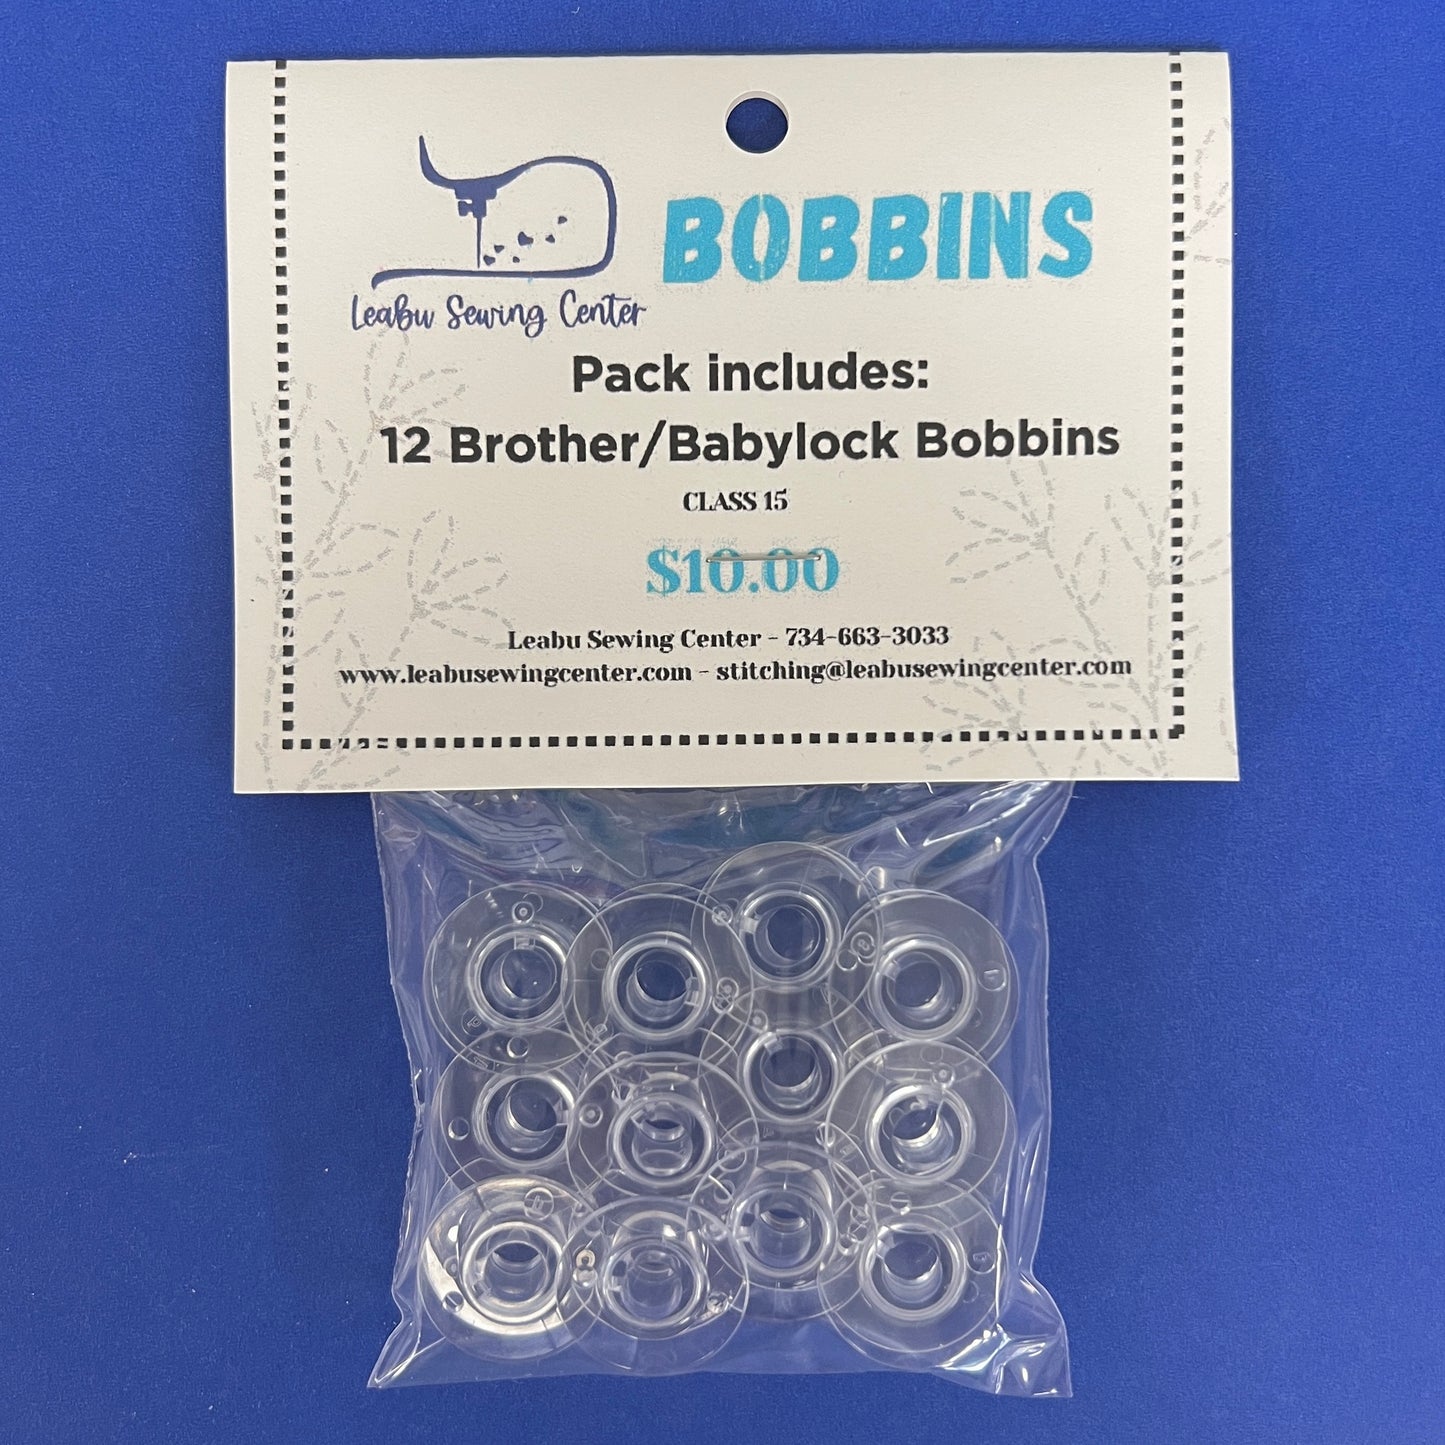 BOBBINS
LeaBu Sewing Center
Pack includes:
12 Brother/Babylock Bobbins
CLASS 15
$10.00
Leabu Sewing Center - 734-663-3033
www.leabusewingcenter.com - stitching@leabusewingcenter.com